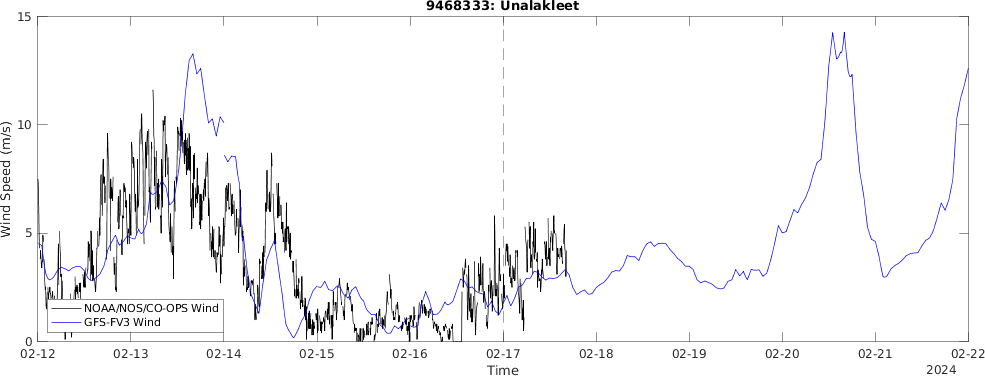 9468333: Unalakleet
Wind Speed (m/s)
15
10
5
0
NOAA/NOS/CO-OPS Wind
GFS-FV3 Wind
02-12 02-13 02-14 02-15 02-16 02-17 02-18 02-19 02-20 02-21 02-22
Time
2024